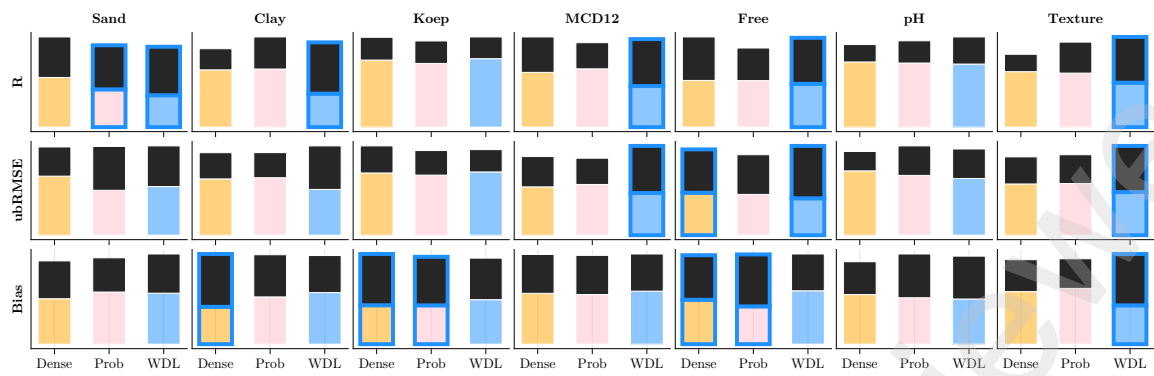 Sand Clay Koep MCD12 Free pH Texture
R
ubRMSE
Bias
Dense Prob WDL Dense Prob WDL Dense Prob WDL Dense Prob WDL Dense Prob WDL Dense Prob WDL Dense Prob WDL